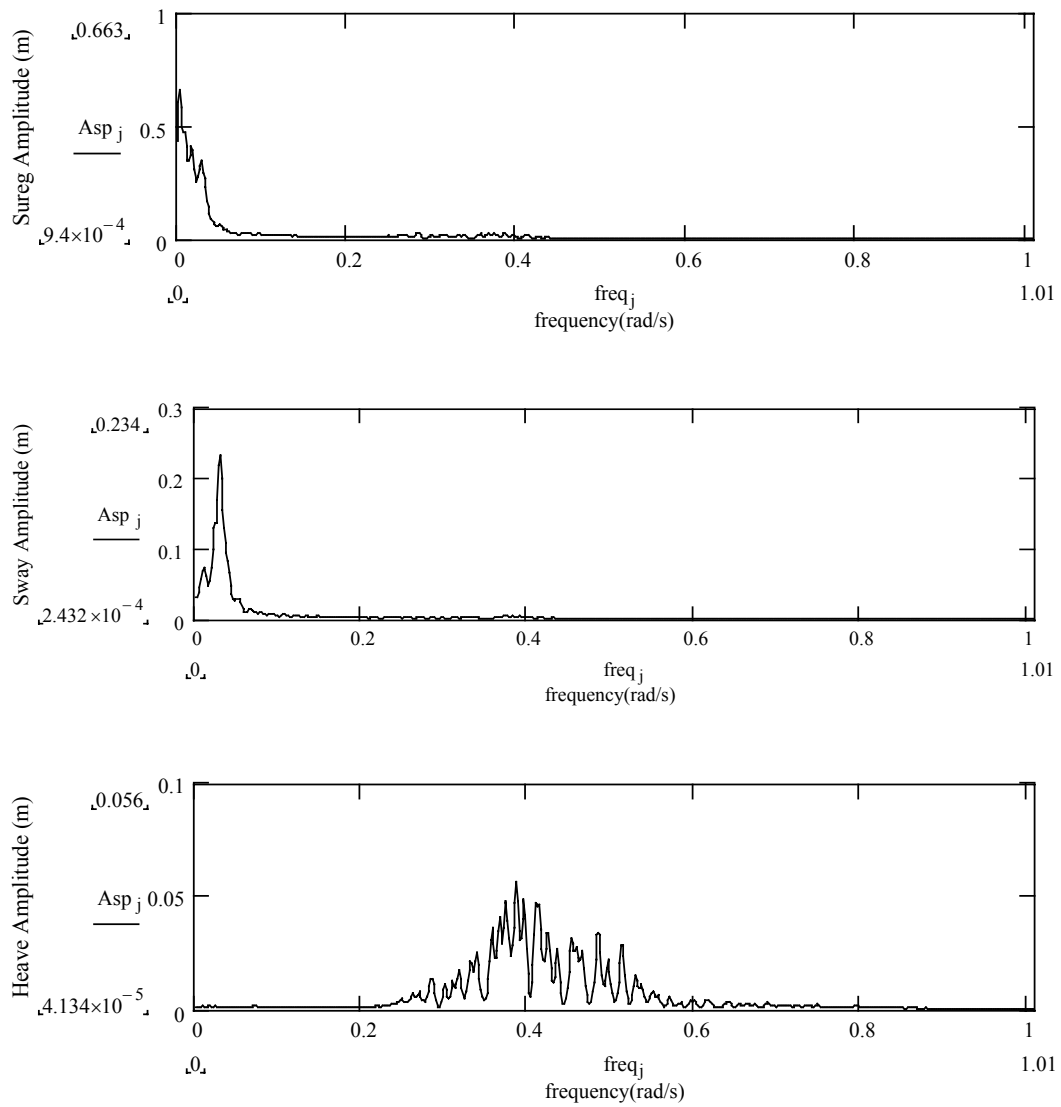 1
0.663
Sureg Amplitude (m)
Asp j
0.5
9.4×10−4
0
0 0.2 0.4 0.6 0.8 1
0 freqj 1.01
frequency(rad/s)
0.3
0.234
Sway Amplitude (m)
0.2
Asp j
0.1
2.432×10−4
0
0 0.2 0.4 0.6 0.8 1
0 freqj 1.01
frequency(rad/s)
0.1
0.056
Heave Amplitude (m)
Asp j
0.05
4.134×10−5
0
0 0.2 0.4 0.6 0.8 1
0 freqj 1.01
frequency(rad/s)